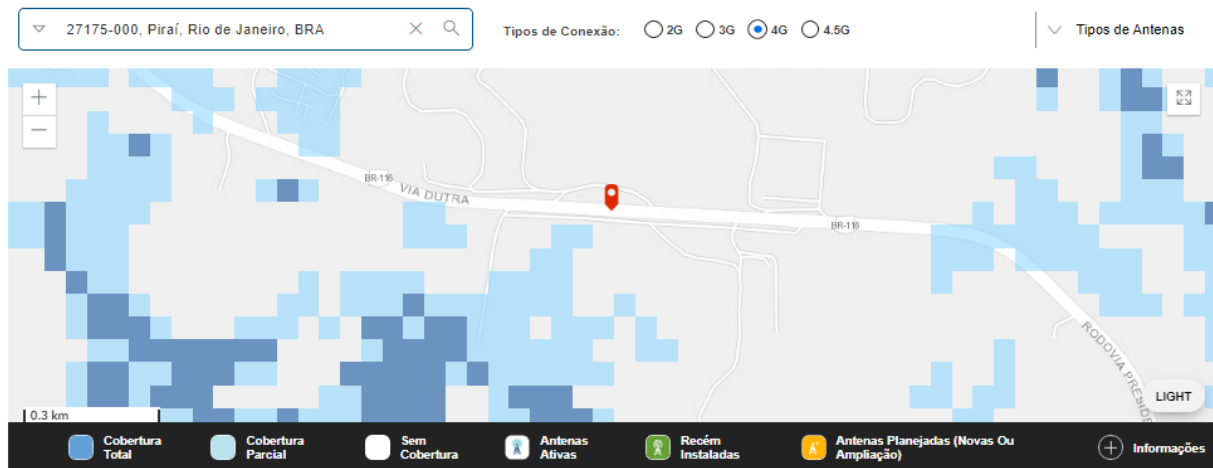 27175-000, Piraí, Rio de Janeiro, BRA
Tipos de Conexão: 2G 3G 4G 4.5G
Tipos de Antenas
BR-116
VIA DUTRA
BR-116
RODOVIA PRESIDE
LIGHT
0.3 km
Cobertura
Total
Cobertura
Parcial
Sem
Cobertura
Antenas
Ativas
Recém
Instaladas
Antenas Planejadas (Novas Ou
Ampliação)
Informações